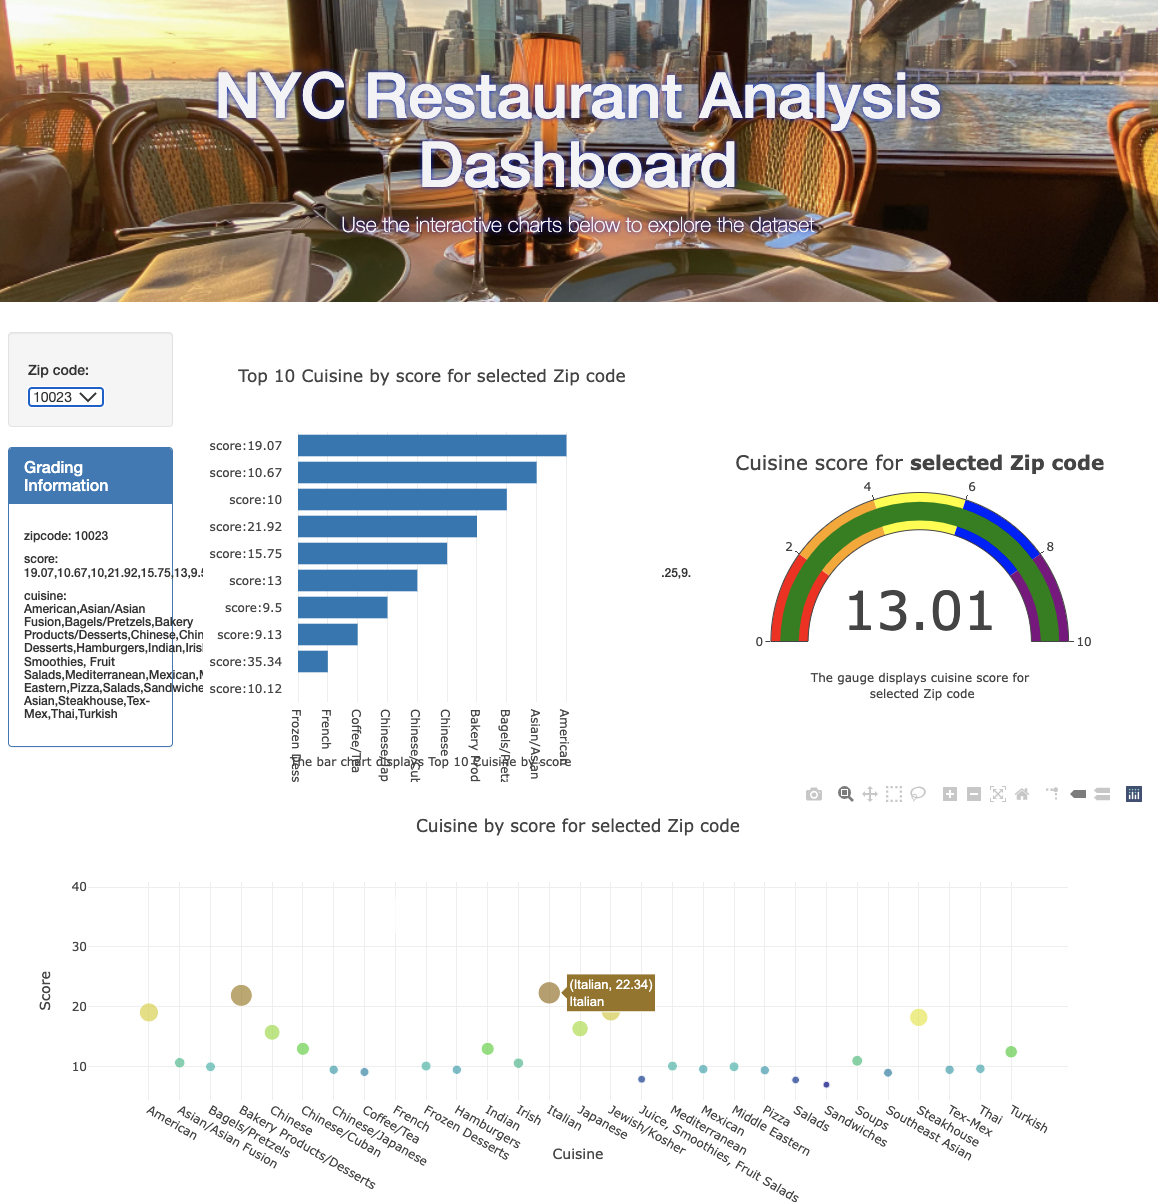 NYC Restaurant Analysis
Dashboard
Use the interactive charts below to explore the dataset
Zip code:
10023
Grading
Information
zipcode: 10023
score:
19.07,10.67,10,21.92,15.75,13,9.5
.25,9.
cuisine:
American,Asian/Asian
Fusion,Bagels/Pretzels,Bakery
Products/Desserts,Chinese,Chin
Desserts,Hamburgers,Indian,Iris
Smoothies, Fruit
Salads,Mediterranean,Mexican,M
Eastern,Pizza,Salads,Sandwiche
Asian,Steakhouse,Tex-
Mex,Thai,Turkish
Top 10 Cuisine by score for selected Zip code
score:19.07
score:10.67
score:10
score:21.92
score:15.75
score:13
score:9.5
score:9.13
score:35.34
score:10.12
Frozen Dess
French
Coffee/Tea
Chinese/Jap
Chinese/Cub
Chinese
Bakery Prod
Bagels/Pretz
Asian/Asian
American
The bar chart displays Top 10 Cuisine by score
Cuisine score for selected Zip code
0
2
4
6
8
10
13.01
The gauge displays cuisine score for
selected Zip code
Cuisine by score for selected Zip code
Score
40
30
20
10
(Italian, 22.34)
Italian
American
Asian/Asian Fusion
Bagels/Pretzels
Bakery Products/Desserts
Chinese
Chinese/Cuban
Chinese/Japanese
Coffee/Tea
French
Frozen Desserts
Hamburgers
Indian
Irish
Italian
Japanese
Jewish/Kosher
Juice, Smoothies, Fruit Salads
Mediterranean
Mexican
Middle Eastern
Pizza
Salads
Sandwiches
Soups
Southeast Asian
Steakhouse
Tex-Mex
Thai
Turkish
Cuisine